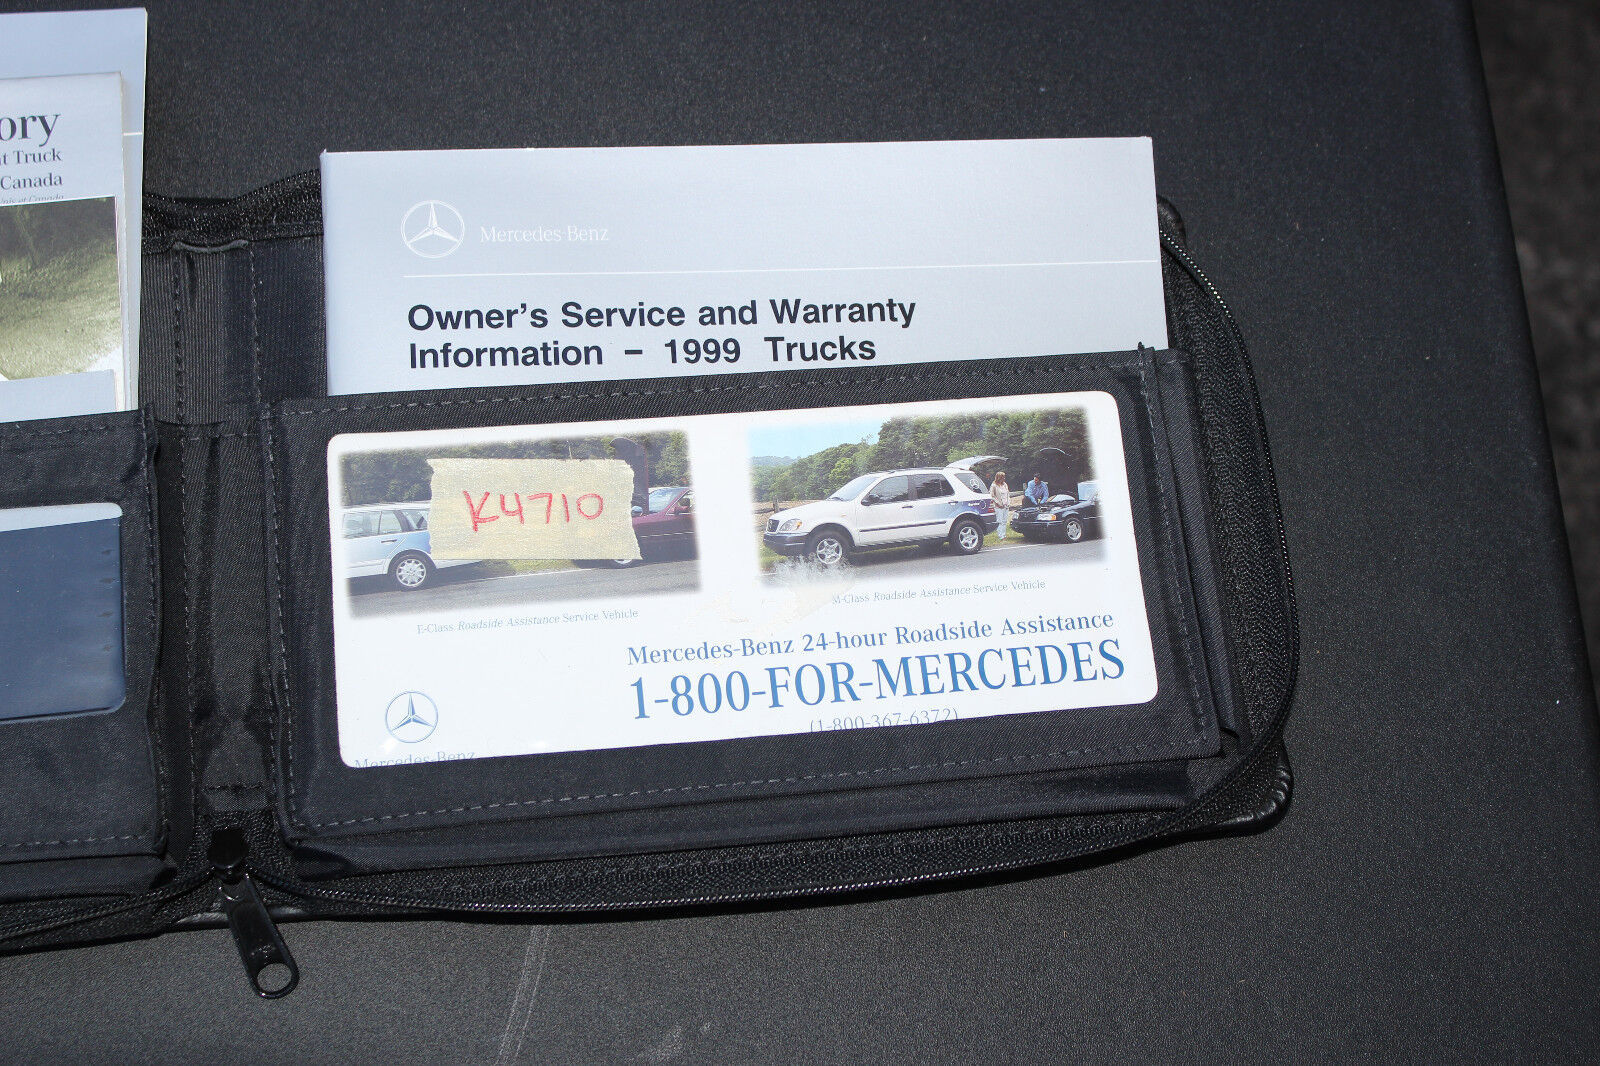 ory
t Truck
Canada
Mercedes-Benz
Owner's Service and Warranty
Information – 1999 Trucks
K4710
E-Class Roadside Assistance Service Vehicle
M-Class Roadside Assistance Service Vehicle
Mercedes-Benz 24-hour Roadside Assistance
1-800-FOR-MERCEDES
(1-800-367-6372)
Mercedes-Benz